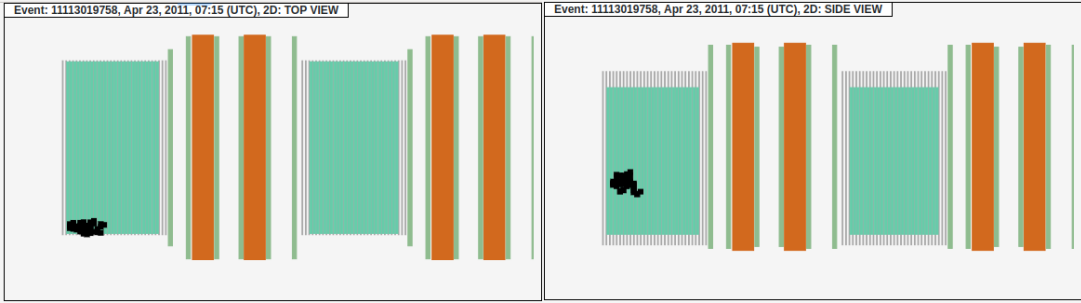 Event: 11113019758, Apr 23, 2011, 07:15 (UTC), 2D: TOP VIEW
Event: 11113019758, Apr 23, 2011, 07:15 (UTC), 2D: SIDE VIEW